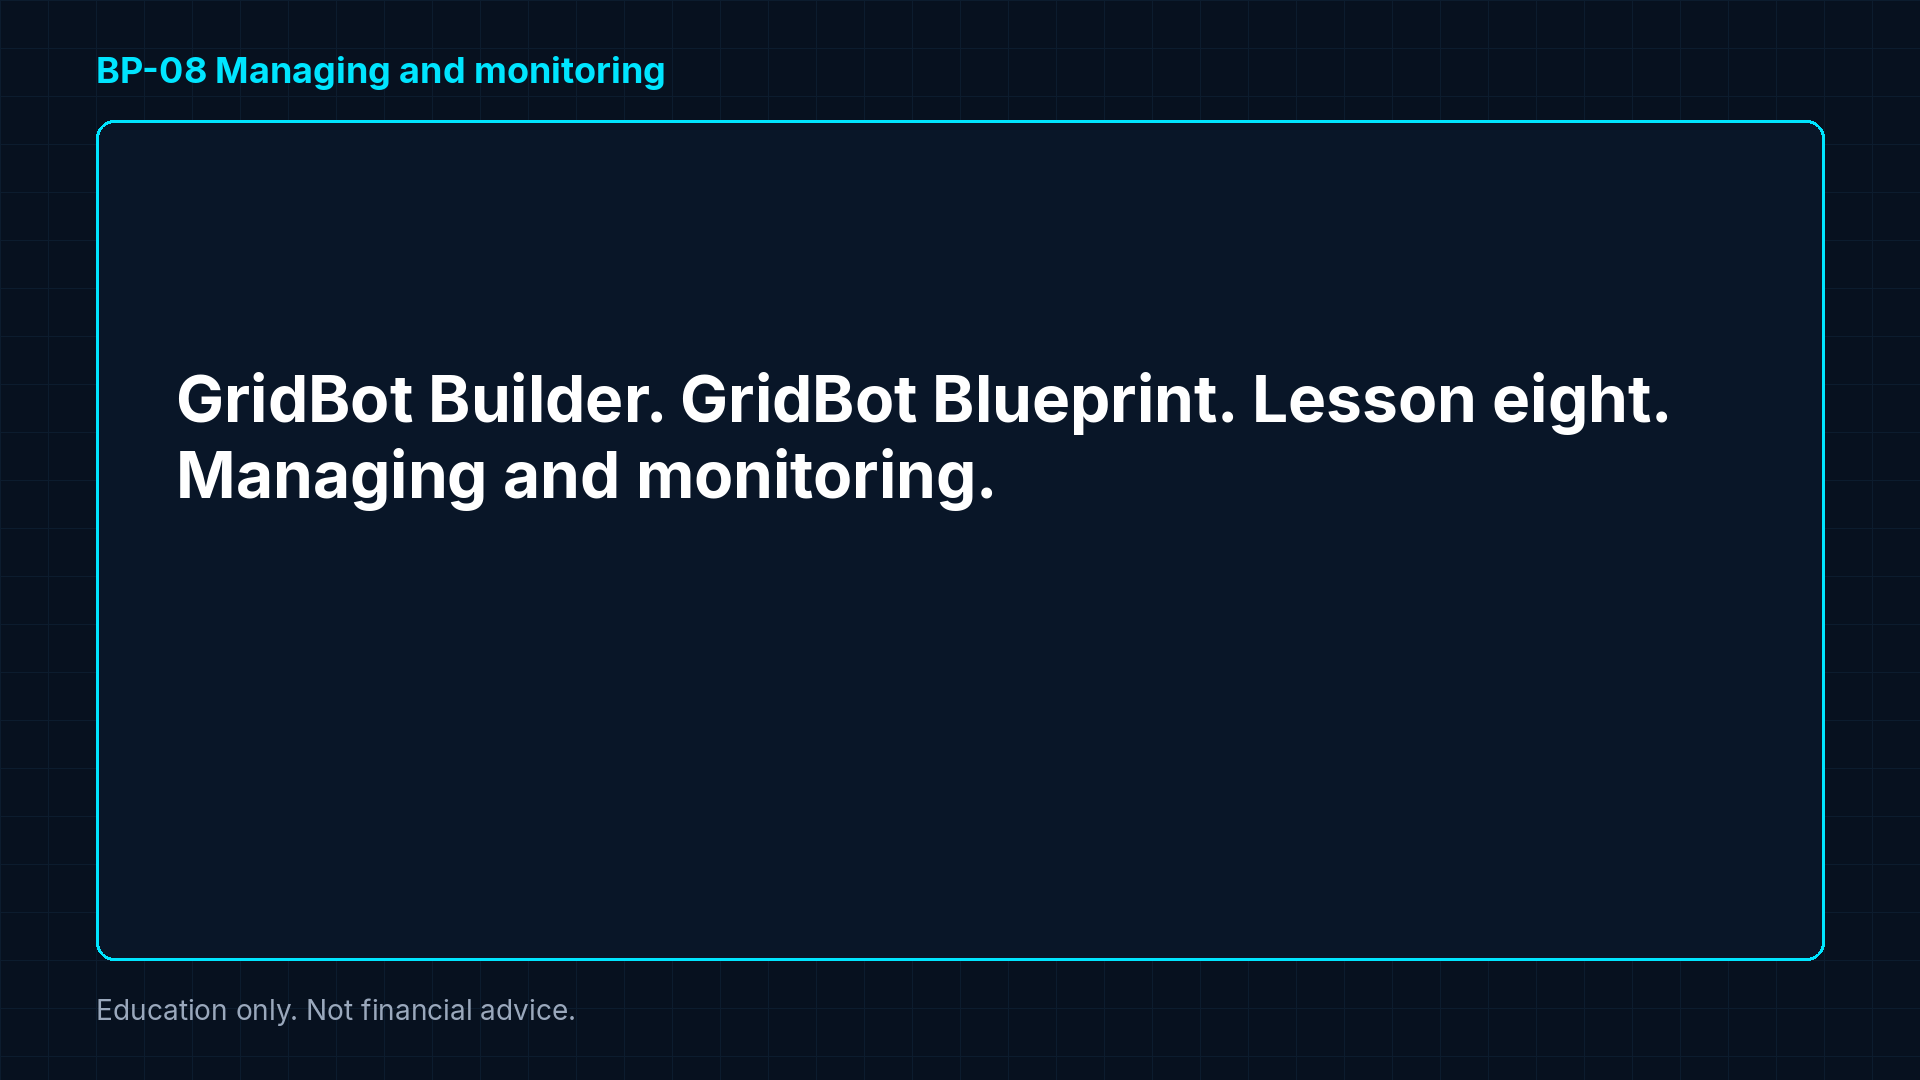 BP-08 Managing and monitoring
GridBot Builder. GridBot Blueprint. Lesson eight.
Managing and monitoring.
Education only. Not financial advice.